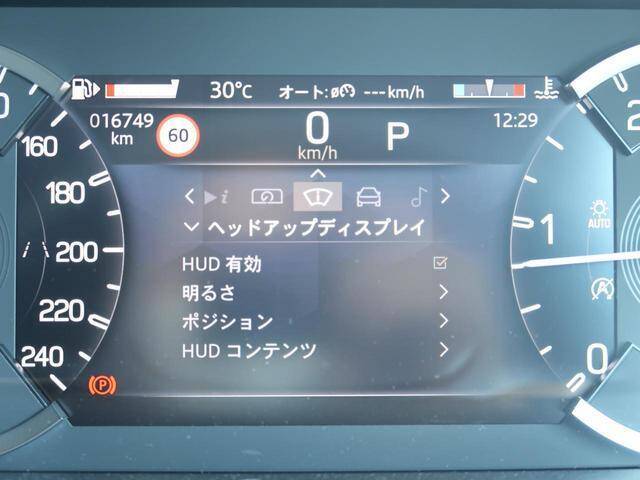 30℃ オート: ---km/h
016749 km
60
0 km/h
P
12:29
i
ヘッドアップディスプレイ
HUD 有効
明るさ
ポジション
HUD コンテンツ
160
180
200
220
240
P
1
0
2
AUTO
A
0